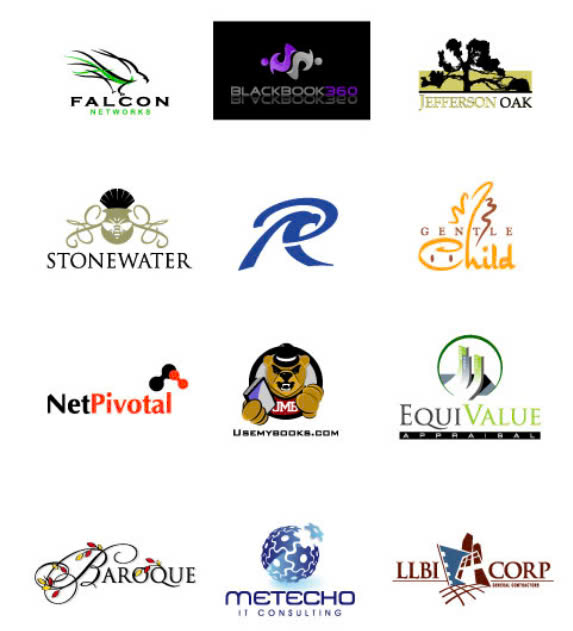 FALCON
NETWORKS
BLACKBOOK360
JEFFERSON OAK
STONEWATER
R
GENTLE
Child
NetPivotal
JMB
USEMYBOOKS.COM
EQUIVALUE
APPRAISAL
BAROQUE
METECHO
IT CONSULTING
LLBI CORP
GENERAL CONTRACTORS